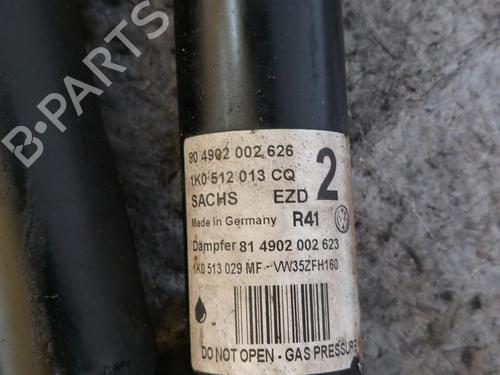 B-Parts
80 4902 002 626
1K0 512 013 CQ 2
SACHS EZD
Made in Germany R41
Dämpfer 81 4902 002 623
1K0 513 029 MF - VW35ZFH160
DO NOT OPEN - GAS PRESSURE